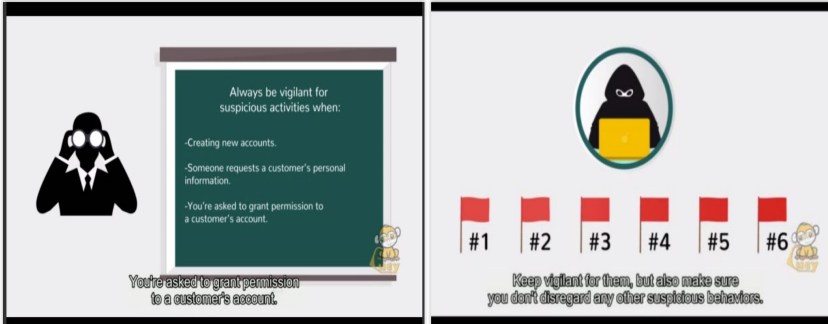 Always be vigilant for
suspicious activities when:
-Creating new accounts.
-Someone requests a customer's personal
information.
-You're asked to grant permission to
a customer's account.
You're asked to grant permission
to a customer's account.
#1 #2 #3 #4 #5 #6
Keep vigilant for them, but also make sure
you don't disregard any other suspicious behaviors.